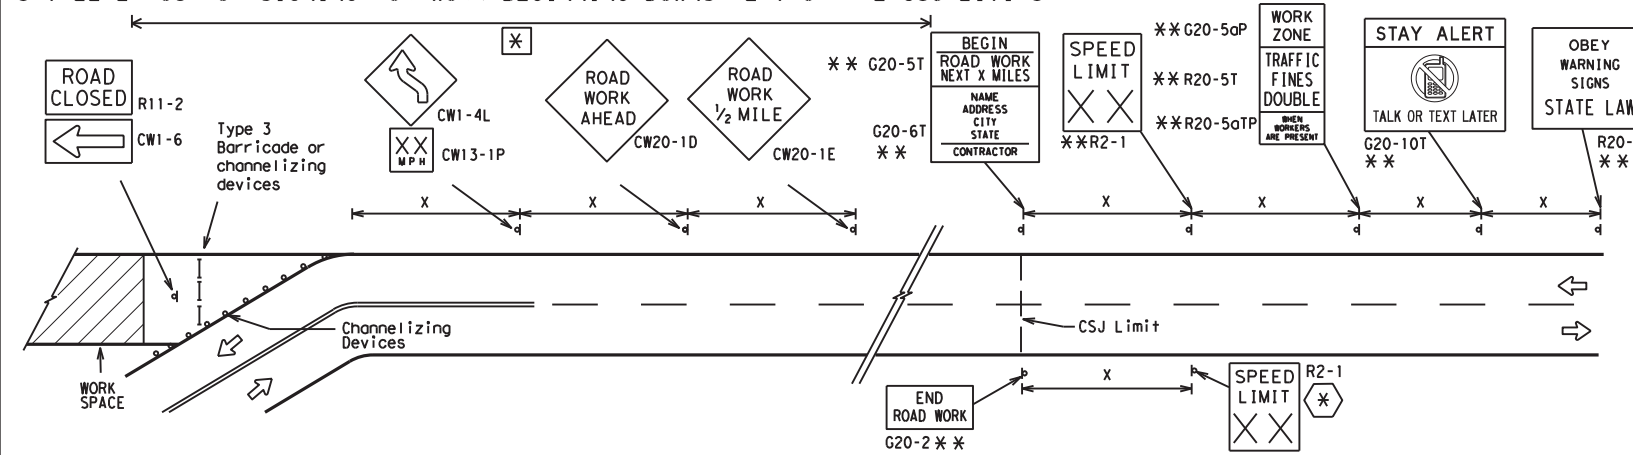 ROAD
CLOSED
R11-2
CW1-6
Type 3
Barricade or
channelizing
devices
CW1-4L
XX
MPH
CW13-1P
*
ROAD
WORK
AHEAD
CW20-1D
ROAD
WORK
1/2 MILE
CW20-1E
** G20-5T
BEGIN
ROAD WORK
NEXT X MILES
NAME
ADDRESS
CITY
STATE
CONTRACTOR
G20-6T
**
SPEED
LIMIT
XX
**R2-1
**G20-5aP
**R20-5T
**R20-5aTP
WORK
ZONE
TRAFFIC
FINES
DOUBLE
WHEN
WORKERS
ARE PRESENT
STAY ALERT
TALK OR TEXT LATER
G20-10T
**
OBEY
WARNING
SIGNS
STATE LAW
R20-
**
X
X
X
X
X
X
X
Channelizing
Devices
CSJ Limit
WORK
SPACE
END
ROAD WORK
G20-2 **
X
SPEED
LIMIT
XX
R2-1
*